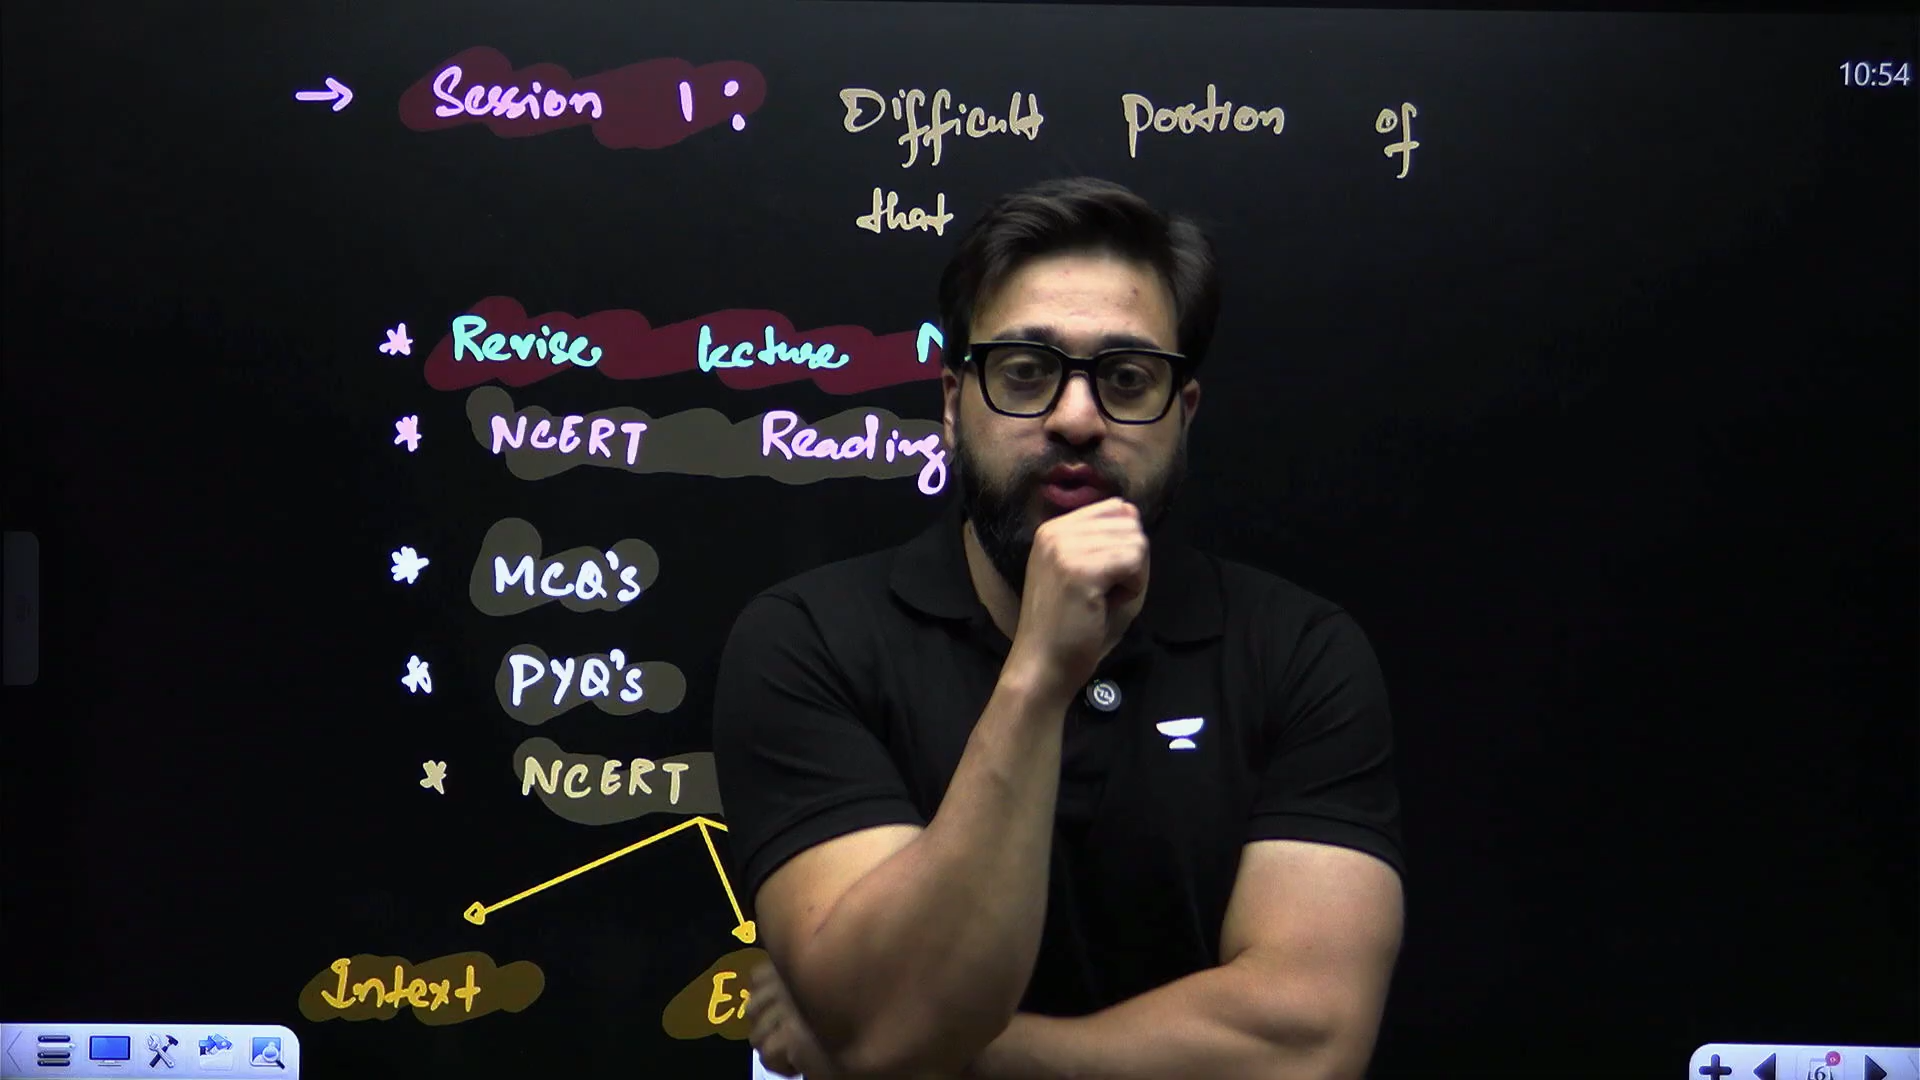 10:54
→ Session 1: Difficult portion of
that
* Revise lecture
* NCERT Reading
* MCQ's
* PYQ's
* NCERT
Intext